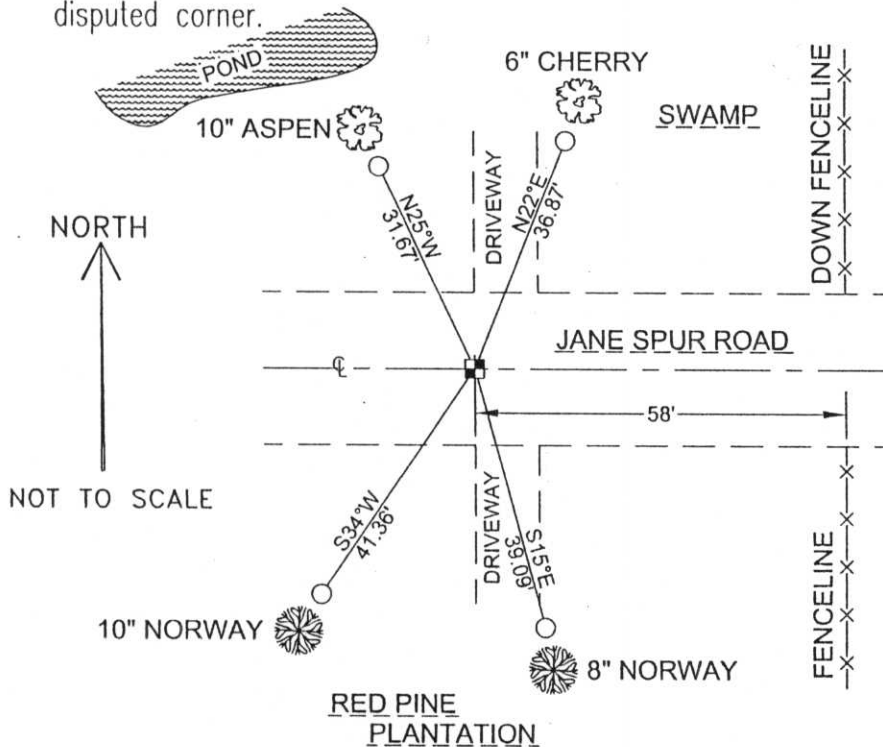 disputed corner.
POND
6" CHERRY
10" ASPEN
SWAMP
DOWN FENCELINE
NORTH
N25°W
31.67'
DRIVEWAY
N22°E
36.87'
JANE SPUR ROAD
℄
58'
NOT TO SCALE
S34°W
41.36'
DRIVEWAY
S15°E
39.09'
FENCELINE
10" NORWAY
8" NORWAY
RED PINE
PLANTATION